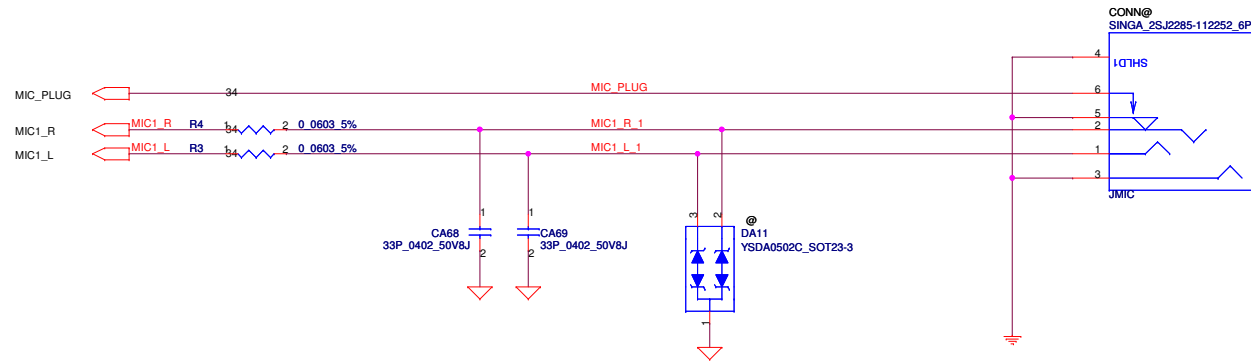 CONN@
SINGA_2SJ2285-112252_6P
4
SHLD1
MIC_PLUG
34
MIC_PLUG
6
5
MIC1_R
MIC1_R
R4
1
34
2
0_0603_5%
MIC1_R_1
2
MIC1_L
MIC1_L
R3
1
34
2
0_0603_5%
MIC1_L_1
1
3
JMIC
1
CA68
33P_0402_50V8J
2
1
CA69
33P_0402_50V8J
2
3
2
@
DA11
YSDA0502C_SOT23-3
1